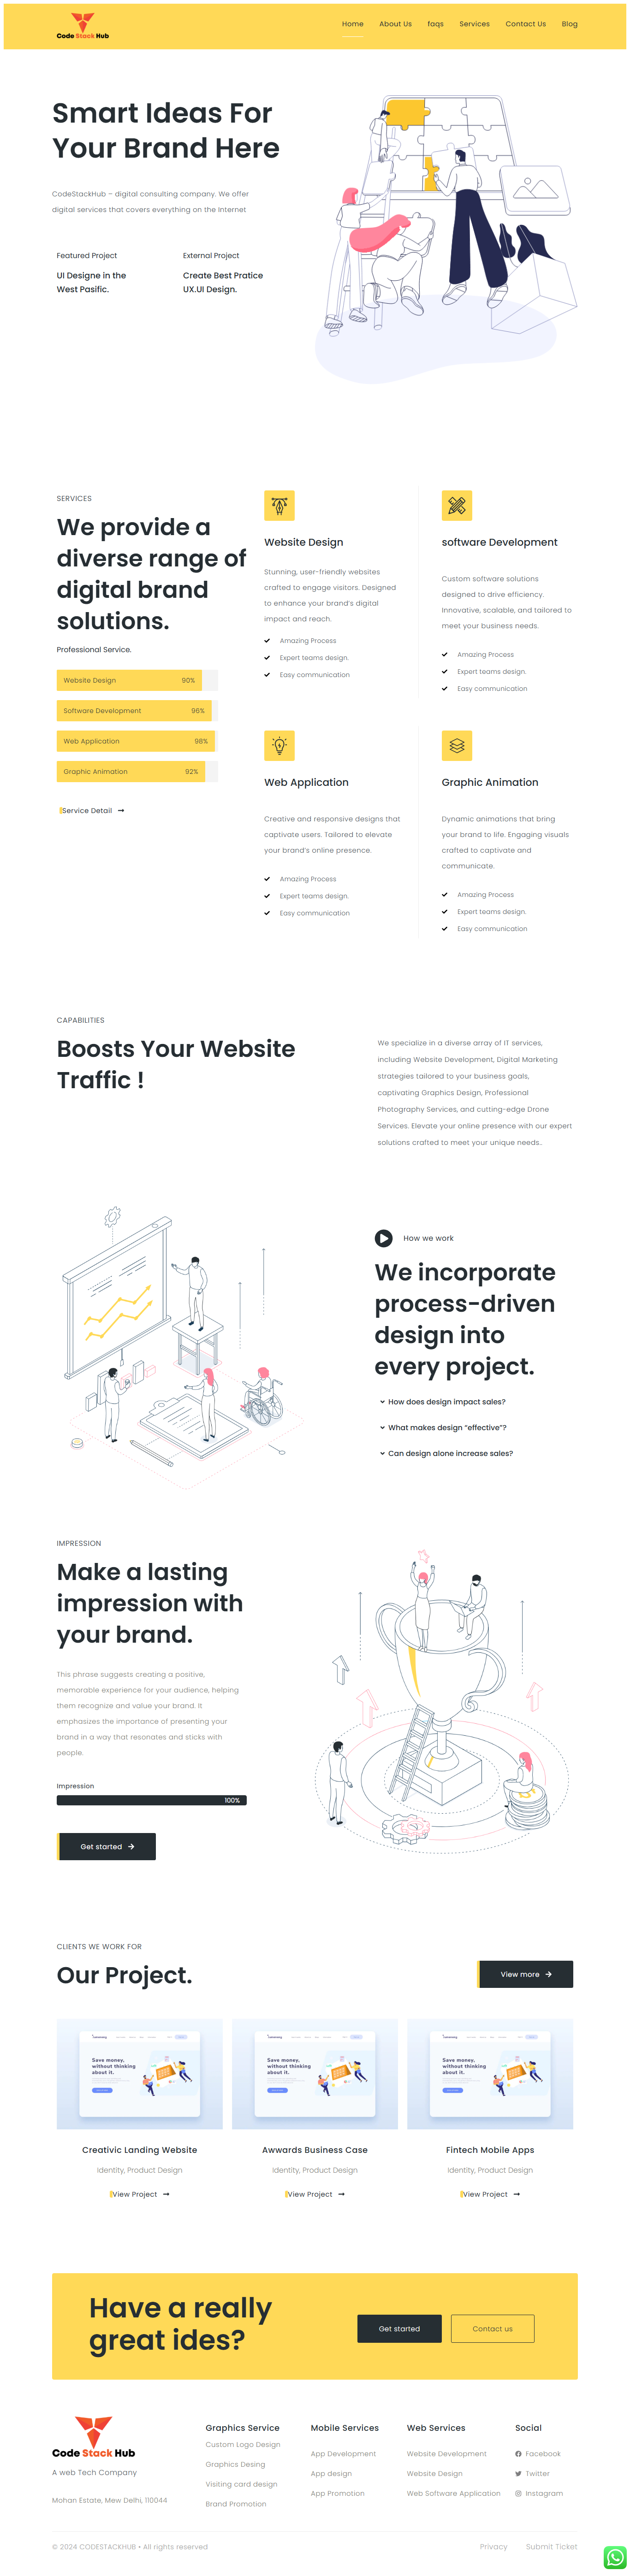 Code Stack Hub
Home About Us faqs Services Contact Us Blog
Smart Ideas For
Your Brand Here
CodeStackHub – digital consulting company. We offer
digital services that covers everything on the Internet
Featured Project
UI Designe in the
West Pasific.
External Project
Create Best Pratice
UX.UI Design.
SERVICES
We provide a
diverse range of
digital brand
solutions.
Professional Service.
Website Design 90%
Software Development 96%
Web Application 98%
Graphic Animation 92%
Service Detail
Website Design
Stunning, user-friendly websites
crafted to engage visitors. Designed
to enhance your brand's digital
impact and reach.
Amazing Process
Expert teams design.
Easy communication
software Development
Custom software solutions
designed to drive efficiency.
Innovative, scalable, and tailored to
meet your business needs.
Amazing Process
Expert teams design.
Easy communication
Web Application
Creative and responsive designs that
captivate users. Tailored to elevate
your brand's online presence.
Amazing Process
Expert teams design.
Easy communication
Graphic Animation
Dynamic animations that bring
your brand to life. Engaging visuals
crafted to captivate and
communicate.
Amazing Process
Expert teams design.
Easy communication
CAPABILITIES
Boosts Your Website
Traffic !
We specialize in a diverse array of IT services,
including Website Development, Digital Marketing
strategies tailored to your business goals,
captivating Graphics Design, Professional
Photography Services, and cutting-edge Drone
Services. Elevate your online presence with our expert
solutions crafted to meet your unique needs..
How we work
We incorporate
process-driven
design into
every project.
How does design impact sales?
What makes design “effective”?
Can design alone increase sales?
IMPRESSION
Make a lasting
impression with
your brand.
This phrase suggests creating a positive,
memorable experience for your audience, helping
them recognize and value your brand. It
emphasizes the importance of presenting your
brand in a way that resonates and sticks with
people.
Impression
100%
Get started
CLIENTS WE WORK FOR
Our Project.
View more
Save money,
without thinking
about it.
Save money,
without thinking
about it.
Save money,
without thinking
about it.
Creativic Landing Website
Identity, Product Design
View Project
Awwards Business Case
Identity, Product Design
View Project
Fintech Mobile Apps
Identity, Product Design
View Project
Have a really
great ides?
Get started
Contact us
Code Stack Hub
A web Tech Company
Mohan Estate, Mew Delhi, 110044
Graphics Service
Custom Logo Design
Graphics Desing
Visiting card design
Brand Promotion
Mobile Services
App Development
App design
App Promotion
Web Services
Website Development
Website Design
Web Software Application
Social
Facebook
Twitter
Instagram
© 2024 CODESTACKHUB • All rights reserved
Privacy Submit Ticket